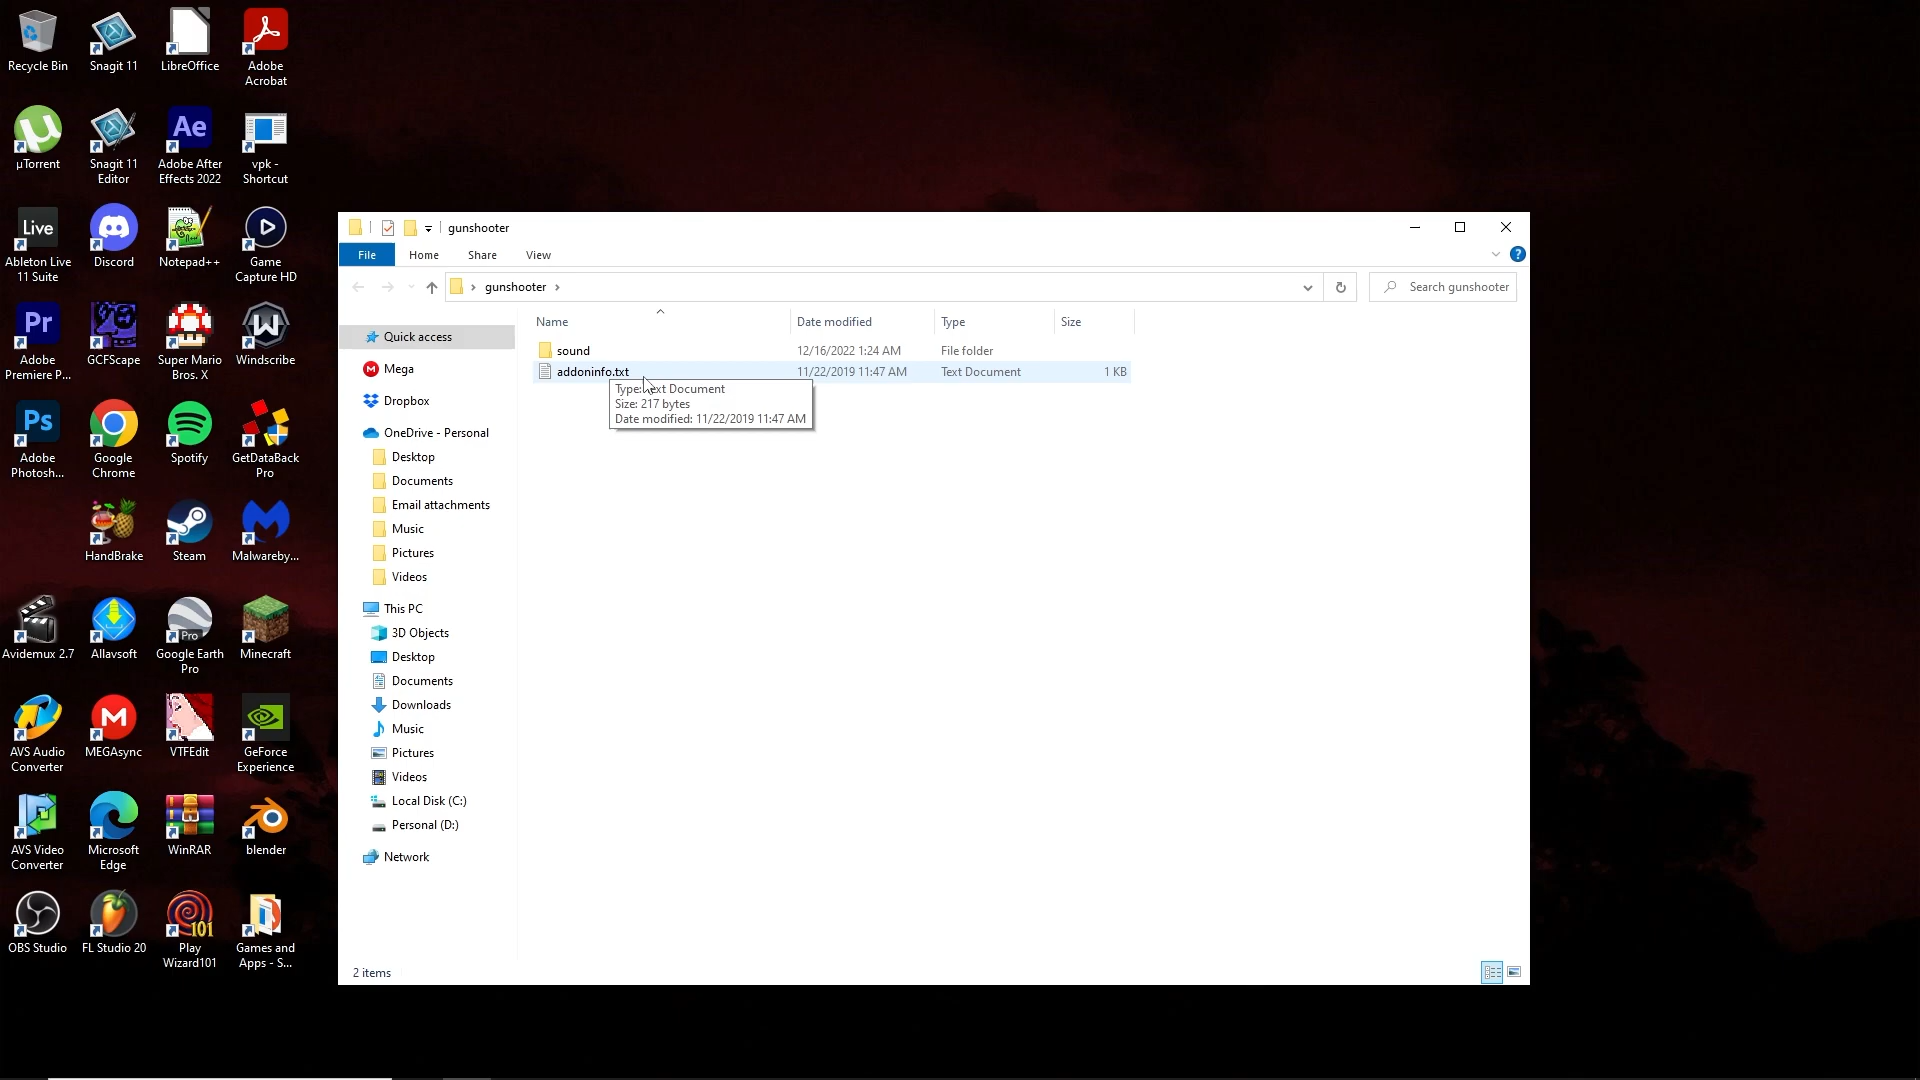 Recycle Bin
Snagit 11
LibreOffice
Adobe
Acrobat
µTorrent
Snagit 11
Editor
Ae
Adobe After
Effects 2022
vpk -
Shortcut
Live
Ableton Live
11 Suite
Discord
Notepad++
Game
Capture HD
Pr
Adobe
Premiere P...
GCFScape
Super Mario
Bros. X
Windscribe
Ps
Adobe
Photosh...
Google
Chrome
Spotify
GetDataBack
Pro
HandBrake
Steam
Malwareby...
Avidemux 2.7
Allavsoft
Pro
Google Earth
Pro
Minecraft
AVS Audio
Converter
MEGAsync
VTFEdit
GeForce
Experience
AVS Video
Converter
Microsoft
Edge
WinRAR
blender
OBS Studio
FL Studio 20
101
Play
Wizard101
Games and
Apps - S...
gunshooter
File Home Share View
gunshooter
Search gunshooter
Quick access
Mega
Dropbox
OneDrive - Personal
Desktop
Documents
Email attachments
Music
Pictures
Videos
This PC
3D Objects
Desktop
Documents
Downloads
Music
Pictures
Videos
Local Disk (C:)
Personal (D:)
Network
Name Date modified Type Size
sound 12/16/2022 1:24 AM File folder
addoninfo.txt 11/22/2019 11:47 AM Text Document 1 KB
Type: Text Document
Size: 217 bytes
Date modified: 11/22/2019 11:47 AM
2 items